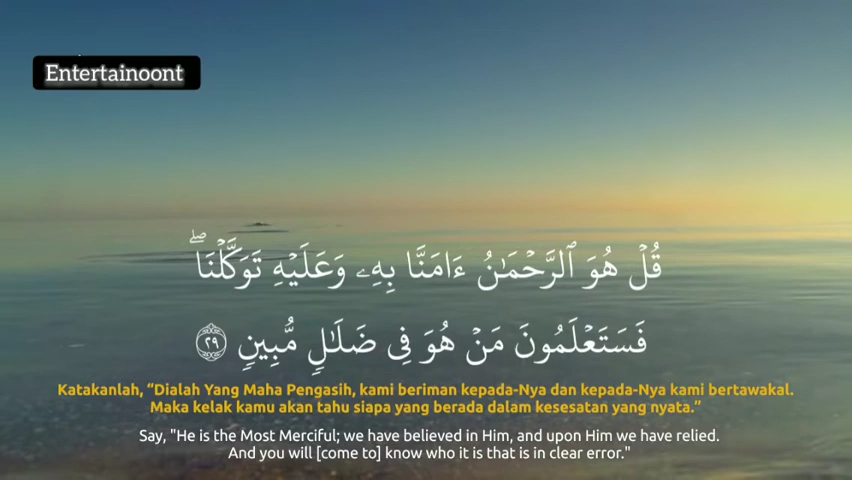 Entertainoont
قُلْ هُوَ ٱلرَّحْمَـٰنُ ءَامَنَّا بِهِۦ وَعَلَيْهِ تَوَكَّلْنَا ۖ
فَسَتَعْلَمُونَ مَنْ هُوَ فِى ضَلَـٰلٍ مُّبِينٍ ٢٩
Katakanlah, “Dialah Yang Maha Pengasih, kami beriman kepada-Nya dan kepada-Nya kami bertawakal.
Maka kelak kamu akan tahu siapa yang berada dalam kesesatan yang nyata.”
Say, "He is the Most Merciful; we have believed in Him, and upon Him we have relied.
And you will [come to] know who it is that is in clear error."